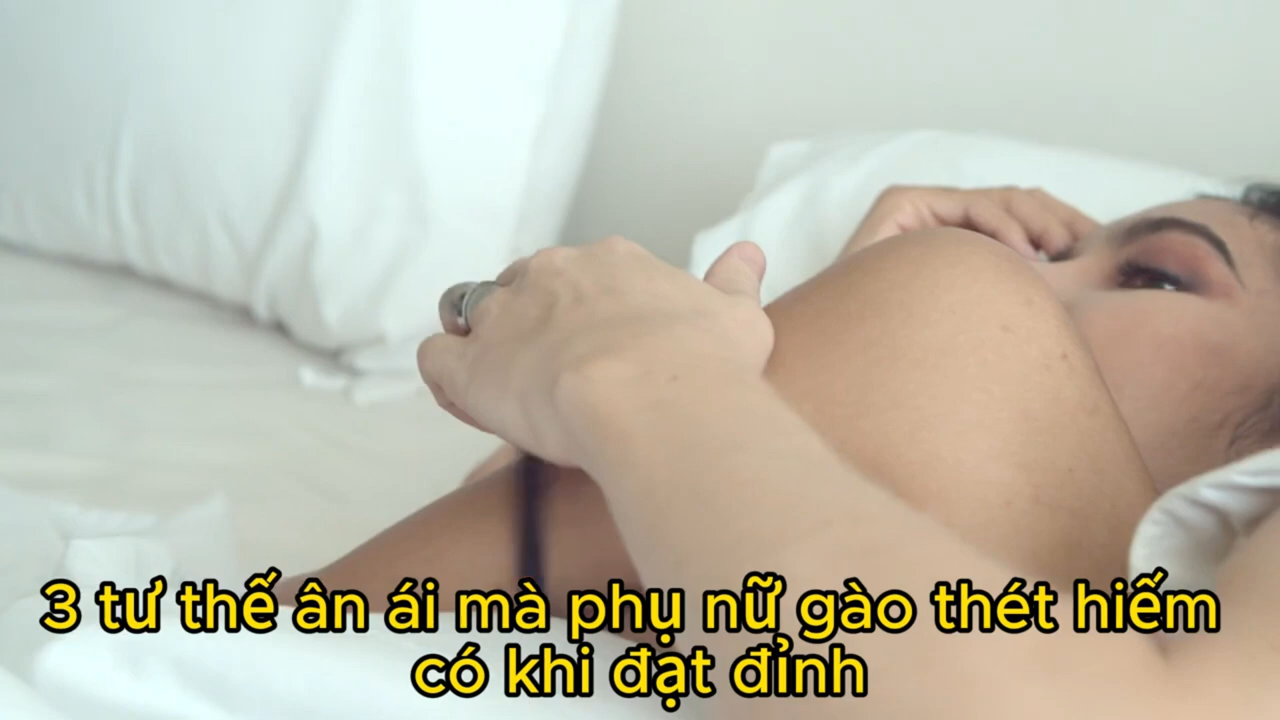 3 tư thế ân ái mà phụ nữ gào thét hiếm
có khi đạt đỉnh